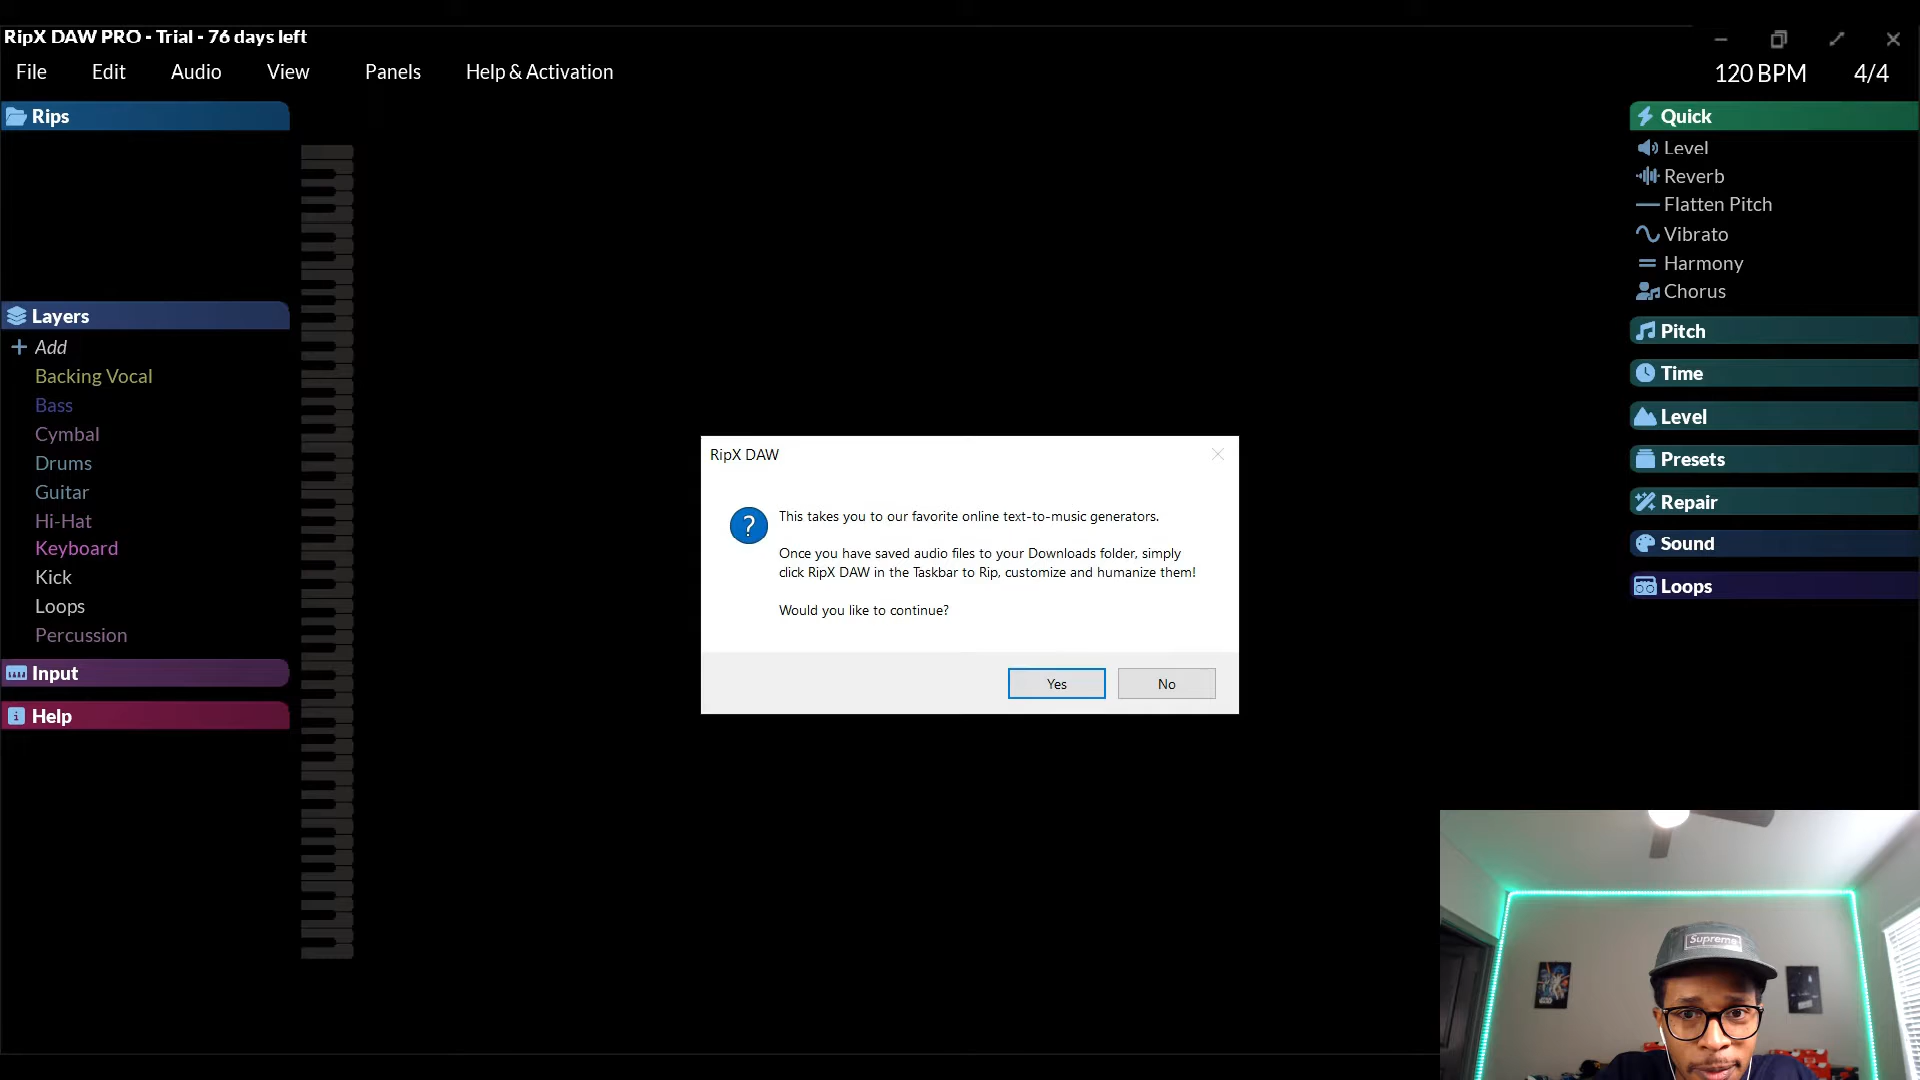 RipX DAW PRO - Trial - 76 days left
File Edit Audio View Panels Help & Activation
120 BPM 4/4
Rips
Layers
Add
Backing Vocal
Bass
Cymbal
Drums
Guitar
Hi-Hat
Keyboard
Kick
Loops
Percussion
Input
Help
RipX DAW
This takes you to our favorite online text-to-music generators.
Once you have saved audio files to your Downloads folder, simply
click RipX DAW in the Taskbar to Rip, customize and humanize them!
Would you like to continue?
Yes No
Quick
Level
Reverb
Flatten Pitch
Vibrato
Harmony
Chorus
Pitch
Time
Level
Presets
Repair
Sound
Loops
Supreme